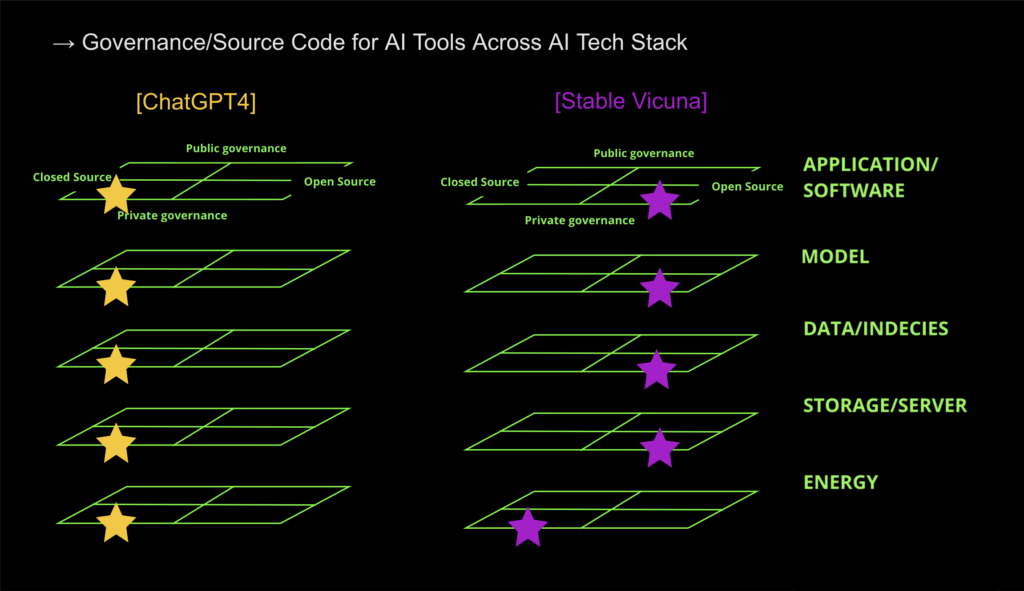 → Governance/Source Code for AI Tools Across AI Tech Stack
[ChatGPT4]
[Stable Vicuna]
Public governance
Closed Source
Open Source
Private governance
Public governance
Closed Source
Open Source
Private governance
APPLICATION/
SOFTWARE
MODEL
DATA/INDECIES
STORAGE/SERVER
ENERGY